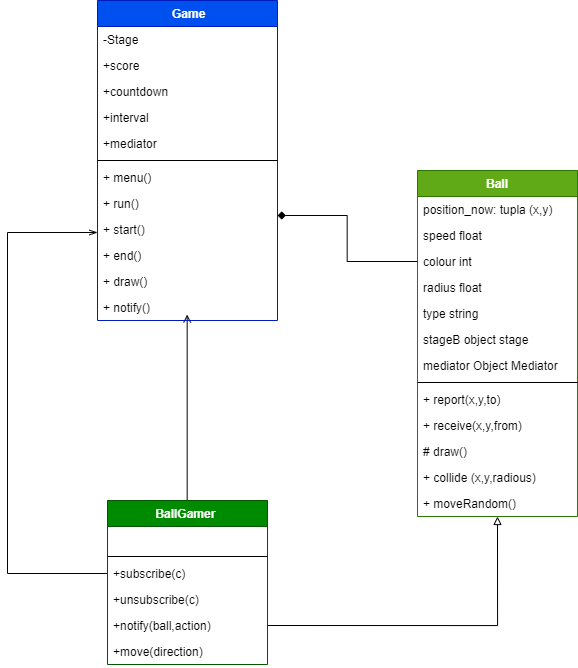 Game
-Stage
+score
+countdown
+interval
+mediator
+ menu()
+ run()
+ start()
+ end()
+ draw()
+ notify()
Ball
position_now: tupla (x,y)
speed float
colour int
radius float
type string
stageB object stage
mediator Object Mediator
+ report(x,y,to)
+ receive(x,y,from)
# draw()
+ collide (x,y,radious)
+ moveRandom()
BallGamer
+subscribe(c)
+unsubscribe(c)
+notify(ball,action)
+move(direction)